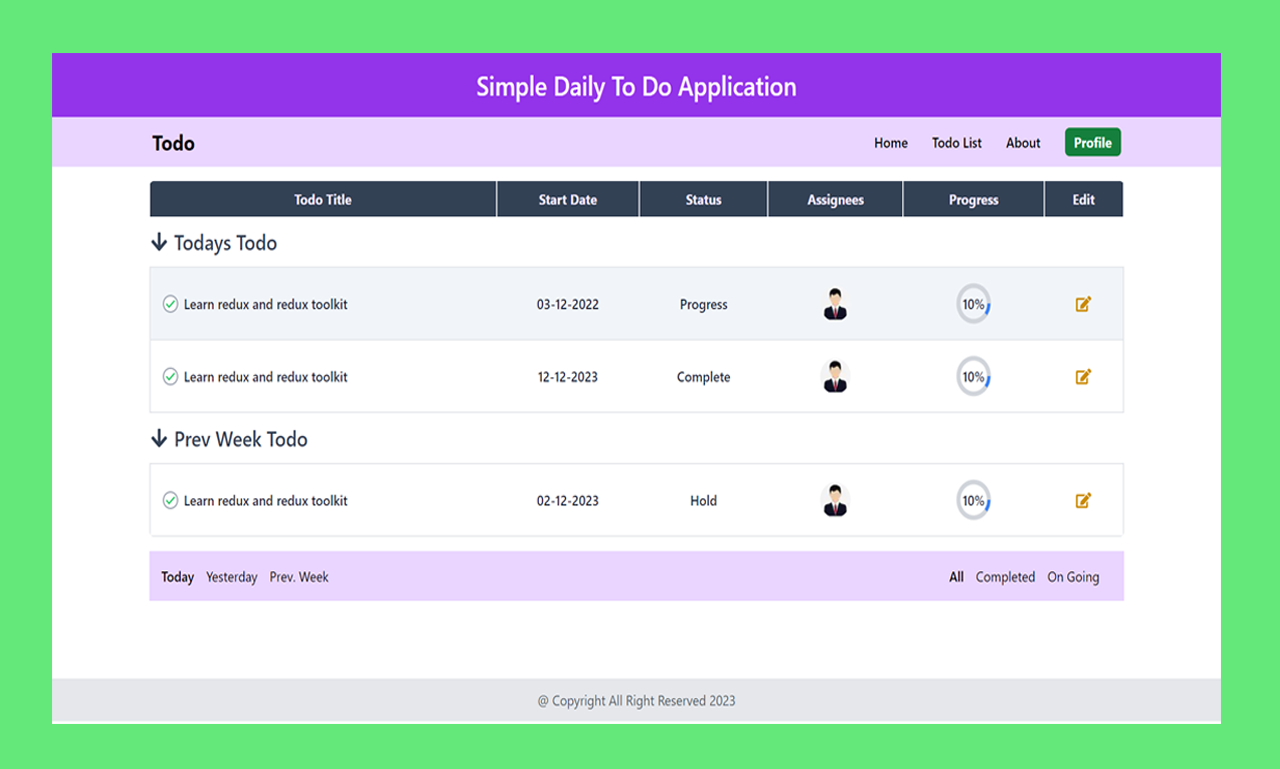 Simple Daily To Do Application
Todo Home Todo List About Profile
Todo Title Start Date Status Assignees Progress Edit
Todays Todo
Learn redux and redux toolkit 03-12-2022 Progress 10%
Learn redux and redux toolkit 12-12-2023 Complete 10%
Prev Week Todo
Learn redux and redux toolkit 02-12-2023 Hold 10%
Today Yesterday Prev. Week All Completed On Going
@ Copyright All Right Reserved 2023